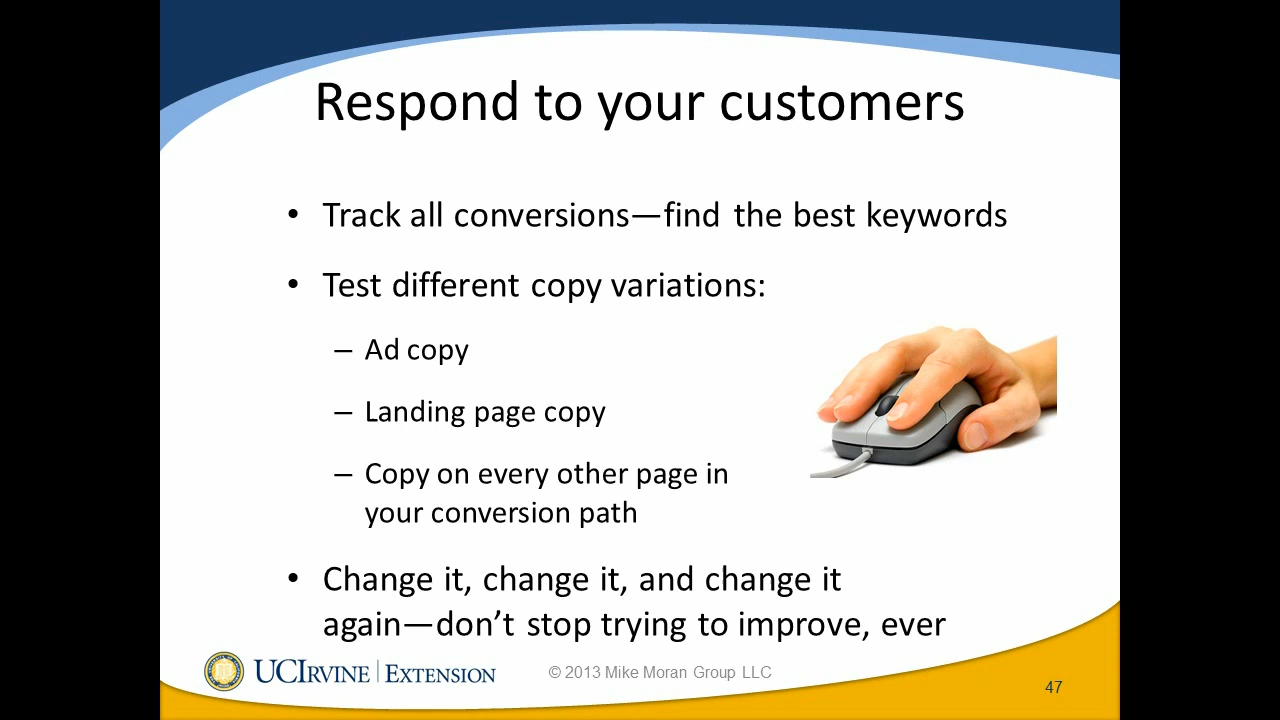 Respond to your customers
• Track all conversions—find the best keywords
• Test different copy variations:
– Ad copy
– Landing page copy
– Copy on every other page in
your conversion path
• Change it, change it, and change it
again—don’t stop trying to improve, ever
UCIRVINE | EXTENSION
© 2013 Mike Moran Group LLC
47